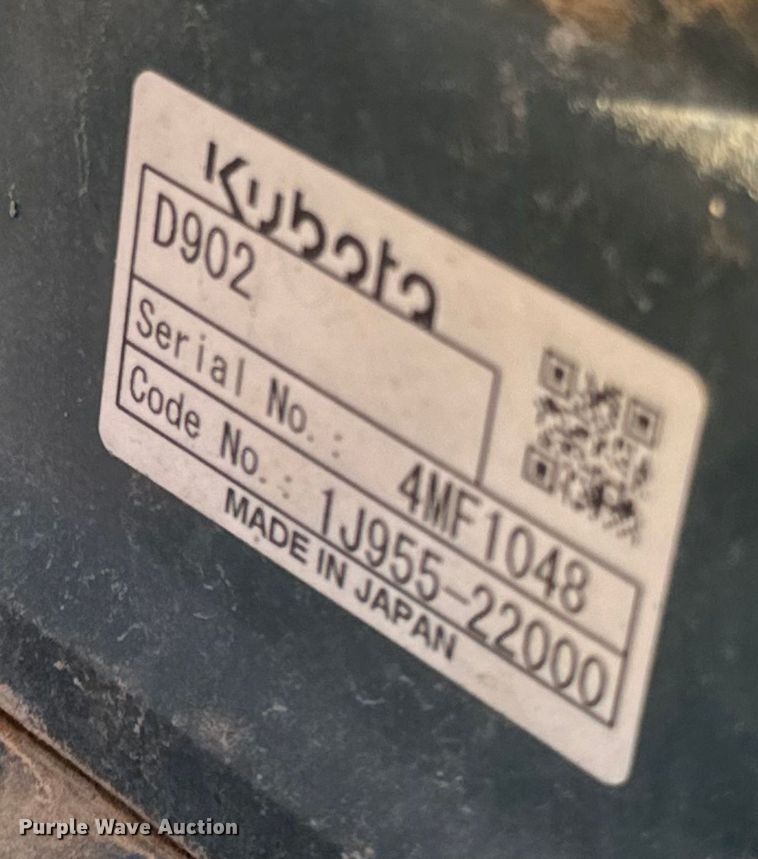 Kubota
D902
Serial No.: 4MF1048
Code No.: 1J955-22000
MADE IN JAPAN
Purple Wave Auction